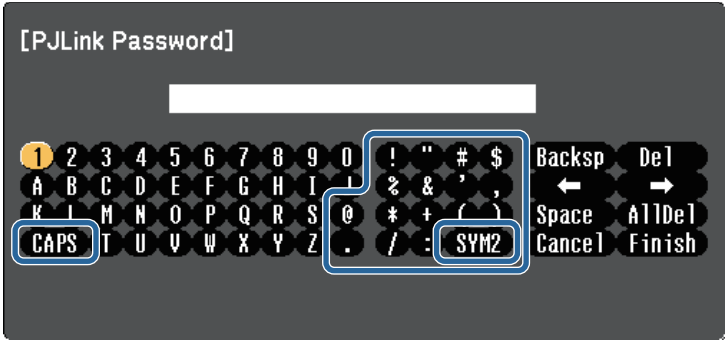 [PJLink Password]
1 2 3 4 5 6 7 8 9 0 ! " # $ Backsp Del
A B C D E F G H I J % & ' , ← →
K L M N O P Q R S @ * + ( ) Space AllDel
CAPS T U V W X Y Z . / : SYM2 Cancel Finish